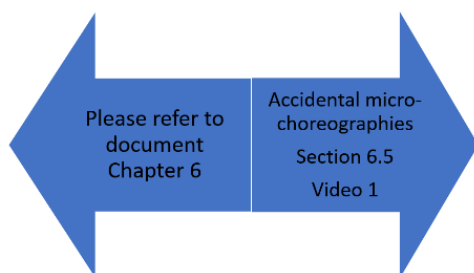 Please refer to
document
Chapter 6
Accidental micro-
choreographies
Section 6.5
Video 1